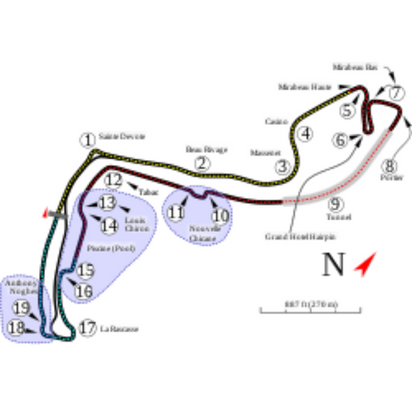 Mirabeau Bas
Mirabeau Haute
7
5
Casino
4
6
1
Sainte Devote
Beau Rivage
2
Massenet
3
8
Portier
12
Tabac
13
11
10
9
Tunnel
14
Louis
Chiron
Nouvelle
Chicane
Grand Hotel Hairpin
Piscine (Pool)
15
N
Anthony
Noghes
16
19
18
17
La Rascasse
887 ft (270 m)